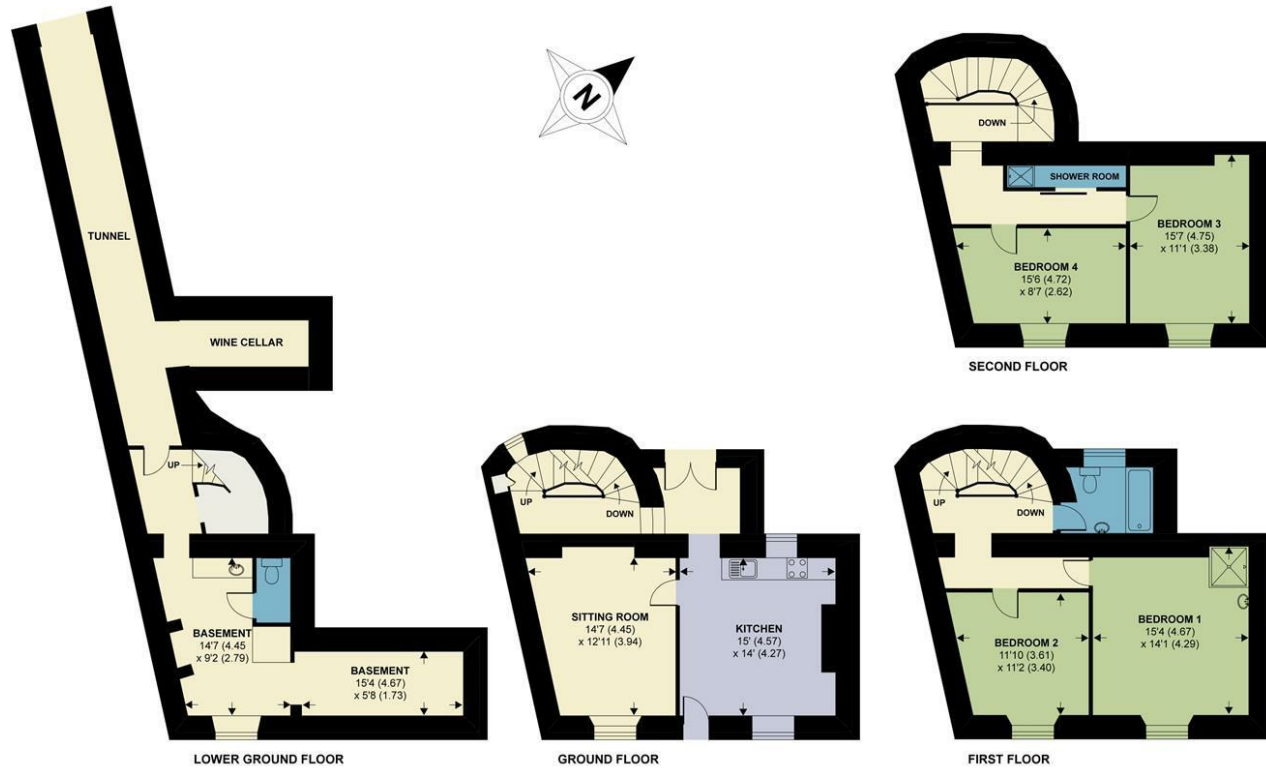 TUNNEL
WINE CELLAR
UP
BASEMENT
14'7 (4.45
x 9'2 (2.79)
BASEMENT
15'4 (4.67)
x 5'8 (1.73)
LOWER GROUND FLOOR
N
UP
DOWN
SITTING ROOM
14'7 (4.45)
x 12'11 (3.94)
KITCHEN
15' (4.57)
x 14' (4.27)
GROUND FLOOR
DOWN
SHOWER ROOM
BEDROOM 3
15'7 (4.75)
x 11'1 (3.38)
BEDROOM 4
15'6 (4.72)
x 8'7 (2.62)
SECOND FLOOR
UP
DOWN
BEDROOM 1
15'4 (4.67)
x 14'1 (4.29)
BEDROOM 2
11'10 (3.61)
x 11'2 (3.40)
FIRST FLOOR